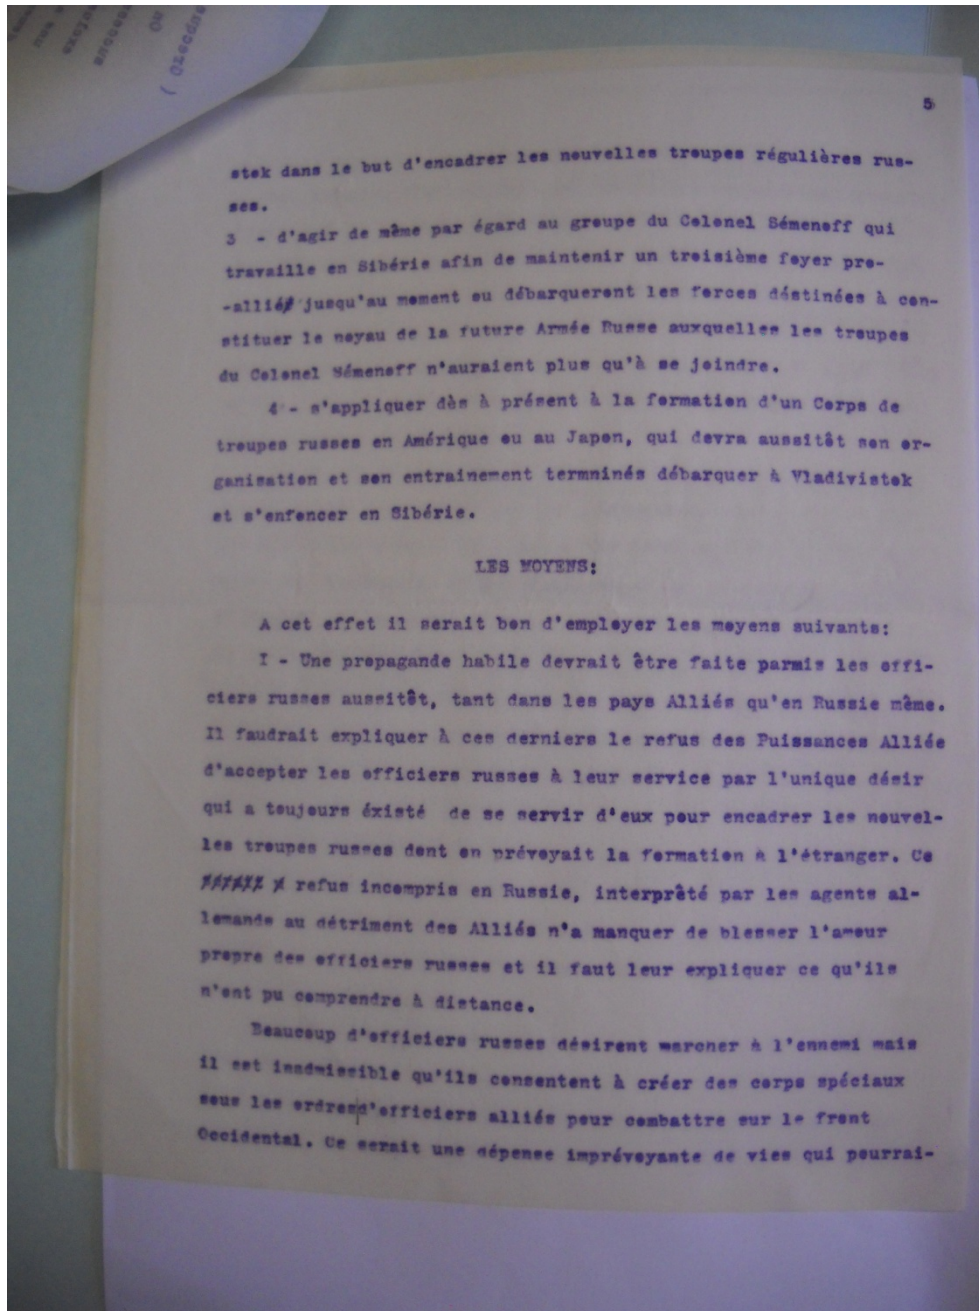 5
stok dans le but d'encadrer les nouvelles troupes régulières rus-
ses.
3 - d'agir de même par égard au groupe du Colonel Sémenoff qui
travaille en Sibérie afin de maintenir un troisième foyer pro-
-allié jusqu'au moment ou débarqueront les forces déstinées à con-
stituer le noyau de la future Armée Russe auxquelles les troupes
du Colonel Sémenoff n'auraient plus qu'à se joindre.
4 - s'appliquer dès à présent à la formation d'un Corps de
troupes russes en Amérique ou au Japon, qui devra aussitôt son or-
ganisation et son entrainement termninés débarquer à Vladivistok
et s'enfoncer en Sibérie.
LES MOYENS:
A cet effet il serait bon d'employer les moyens suivants:
I - Une propagande habile devrait être faite parmis les offi-
ciers russes aussitôt, tant dans les pays Alliés qu'en Russie même.
Il faudrait expliquer à ces derniers le refus des Puissances Alliée
d'accepter les officiers russes à leur service par l'unique désir
qui a toujours éxisté de se servir d'eux pour encadrer les nouvel-
les troupes russes dont on prévoyait la formation à l'étranger. Ce
refus incompris en Russie, interprêté par les agents al-
lemands au détriment des Alliés n'a manquer de blesser l'amour
propre des officiers russes et il faut leur expliquer ce qu'ils
n'ont pu comprendre à distance.
Beaucoup d'officiers russes désirent marcher à l'ennemi mais
il est inadmissible qu'ils consentent à créer des corps spéciaux
sous les ordres d'officiers alliés pour combattre sur le front
Occidental. Ce serait une dépense imprévoyante de vies qui pourrai-